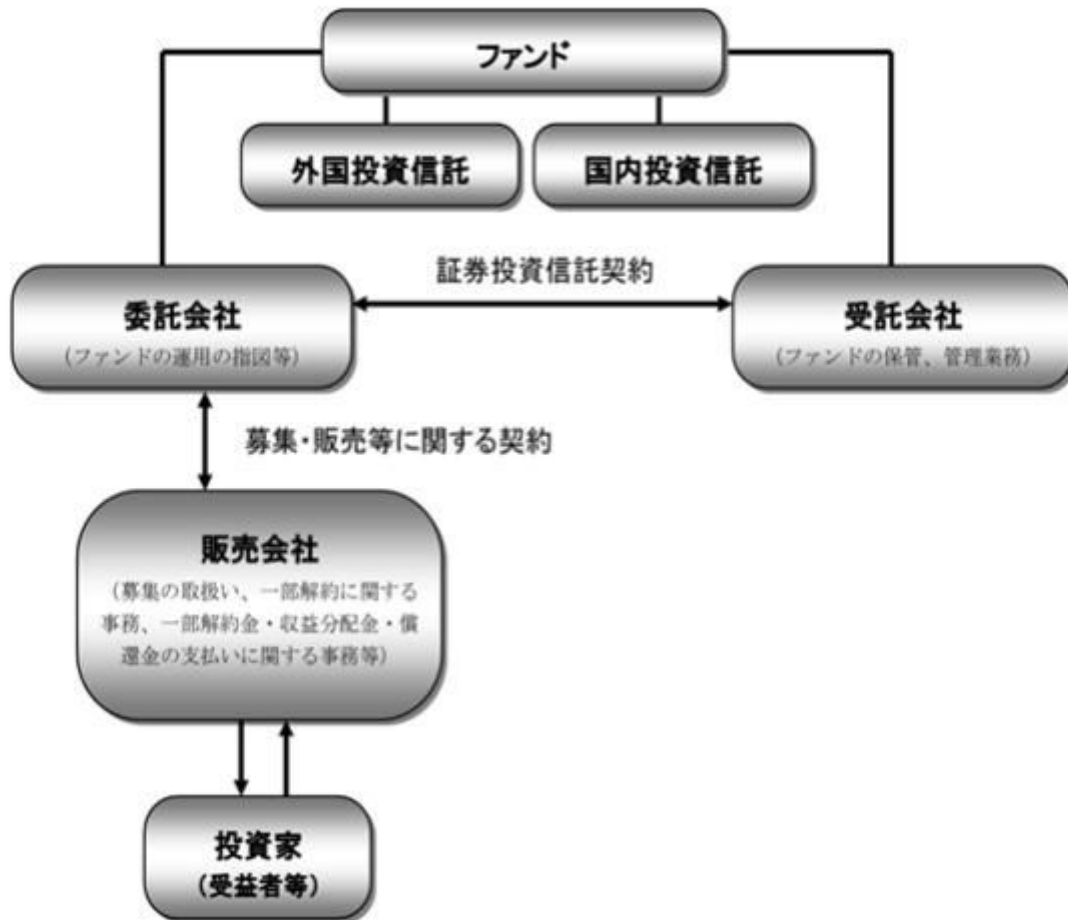 ファンド
外国投資信託
国内投資信託
証券投資信託契約
委託会社
(ファンドの運用の指図等)
受託会社
(ファンドの保管、管理業務)
募集・販売等に関する契約
販売会社
(募集の取扱い、一部解約に関する
事務、一部解約金・収益分配金・償
還金の支払いに関する事務等)
投資家
(受益者等)